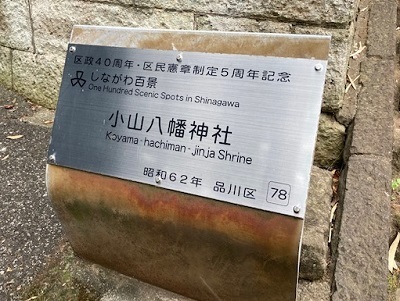 区政40周年・区民憲章制定5周年記念
しながわ百景
One Hundred Scenic Spots in Shinagawa
小山八幡神社
Koyama-hachiman-jinja Shrine
昭和62年 品川区 78